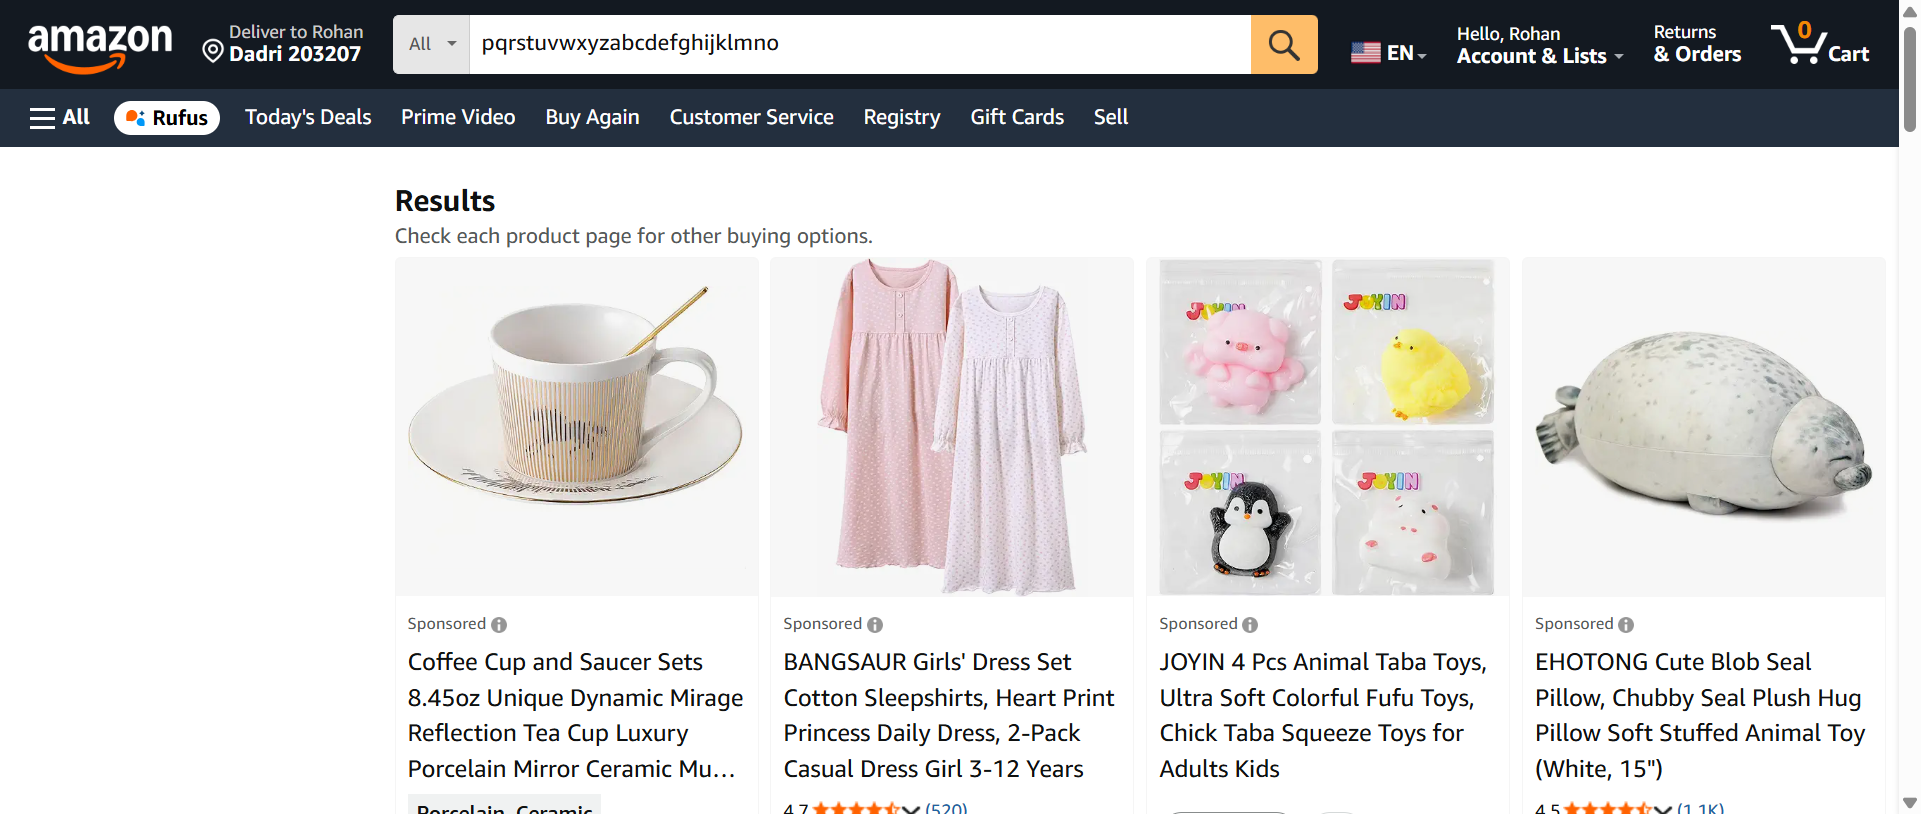 amazon
Deliver to Rohan
Dadri 203207
All
pqrstuvwxyzabcdefghijklmno
EN
Hello, Rohan
Account & Lists
Returns
& Orders
0
Cart
All
Rufus
Today's Deals
Prime Video
Buy Again
Customer Service
Registry
Gift Cards
Sell
Results
Check each product page for other buying options.
JOYIN
JOYIN
JOYIN
JOYIN
Sponsored
Coffee Cup and Saucer Sets
8.45oz Unique Dynamic Mirage
Reflection Tea Cup Luxury
Porcelain Mirror Ceramic Mu...
Porcelain, Ceramic
Sponsored
BANGSAUR Girls' Dress Set
Cotton Sleepshirts, Heart Print
Princess Daily Dress, 2-Pack
Casual Dress Girl 3-12 Years
4.7 (520)
Sponsored
JOYIN 4 Pcs Animal Taba Toys,
Ultra Soft Colorful Fufu Toys,
Chick Taba Squeeze Toys for
Adults Kids
Sponsored
EHOTONG Cute Blob Seal
Pillow, Chubby Seal Plush Hug
Pillow Soft Stuffed Animal Toy
(White, 15")
4.5 (1.1K)